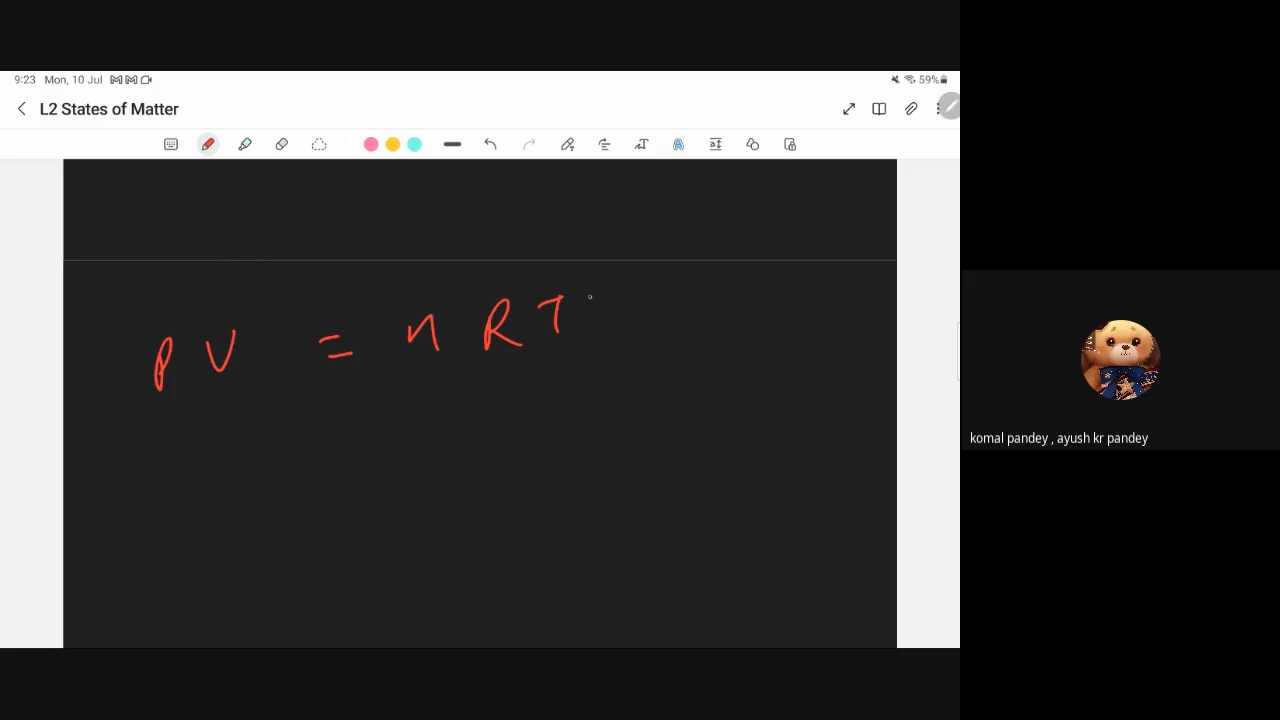 9:23 Mon, 10 Jul 59%
L2 States of Matter
PV = nRT
komal pandey , ayush kr pandey